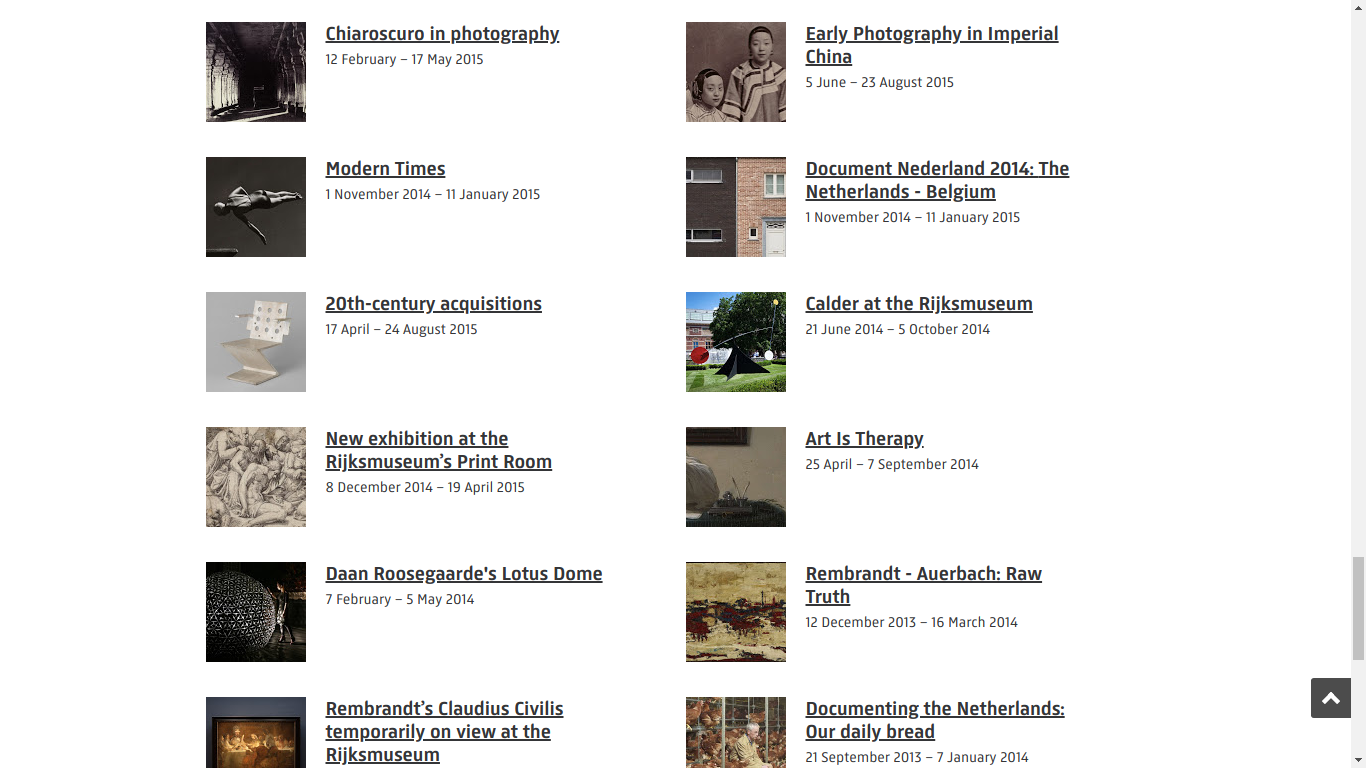 Chiaroscuro in photography
12 February – 17 May 2015
Early Photography in Imperial
China
5 June – 23 August 2015
Modern Times
1 November 2014 – 11 January 2015
Document Nederland 2014: The
Netherlands - Belgium
1 November 2014 – 11 January 2015
20th-century acquisitions
17 April – 24 August 2015
Calder at the Rijksmuseum
21 June 2014 – 5 October 2014
New exhibition at the
Rijksmuseum’s Print Room
8 December 2014 – 19 April 2015
Art Is Therapy
25 April – 7 September 2014
Daan Roosegaarde's Lotus Dome
7 February – 5 May 2014
Rembrandt - Auerbach: Raw
Truth
12 December 2013 – 16 March 2014
Rembrandt’s Claudius Civilis
temporarily on view at the
Rijksmuseum
Documenting the Netherlands:
Our daily bread
21 September 2013 – 7 January 2014